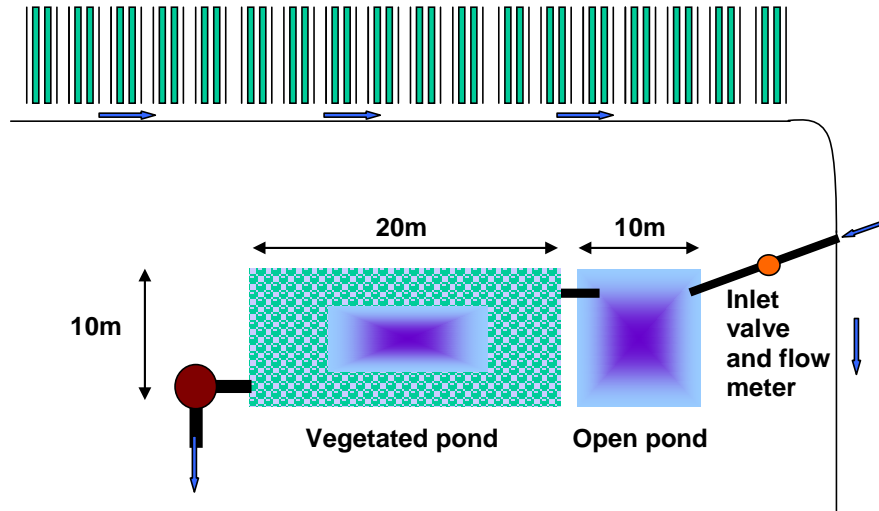 20m
10m
10m
Inlet
valve
and flow
meter
Vegetated pond
Open pond